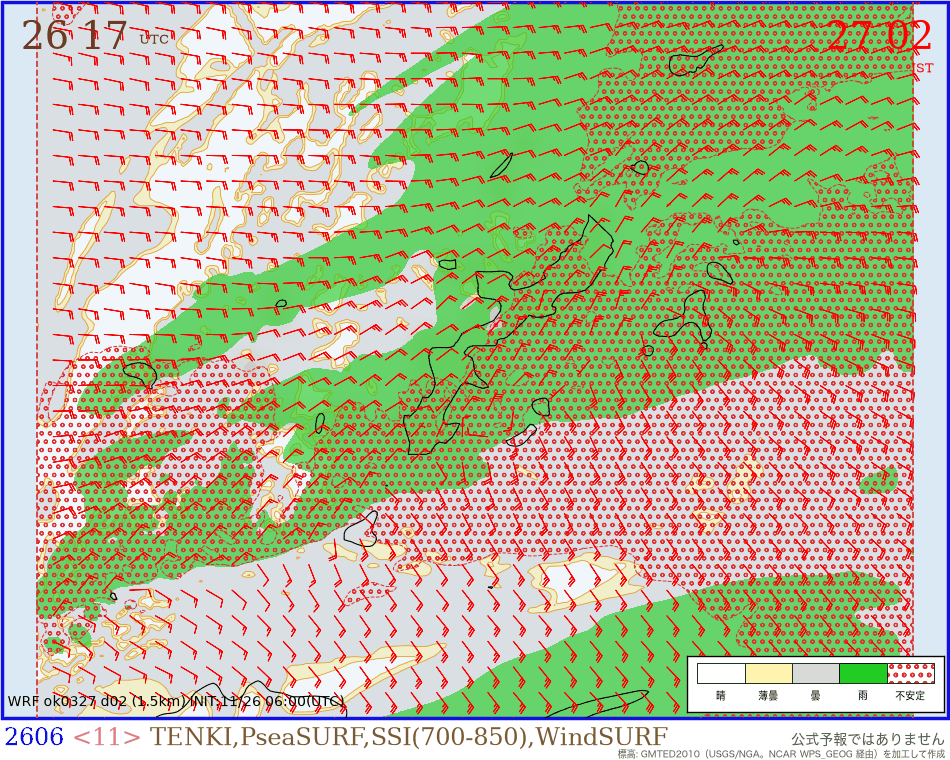 26 17 UTC
27 02
JST
晴 薄曇 曇 雨 不安定
WRF ok0327 d02 (1.5km) INIT:11/26 06:00(UTC)
2606 <11> TENKI,PseaSURF,SSI(700-850),WindSURF
公式予報ではありません
標高: GMTED2010（USGS/NGA。NCAR WPS_GEOG 経由）を加工して作成